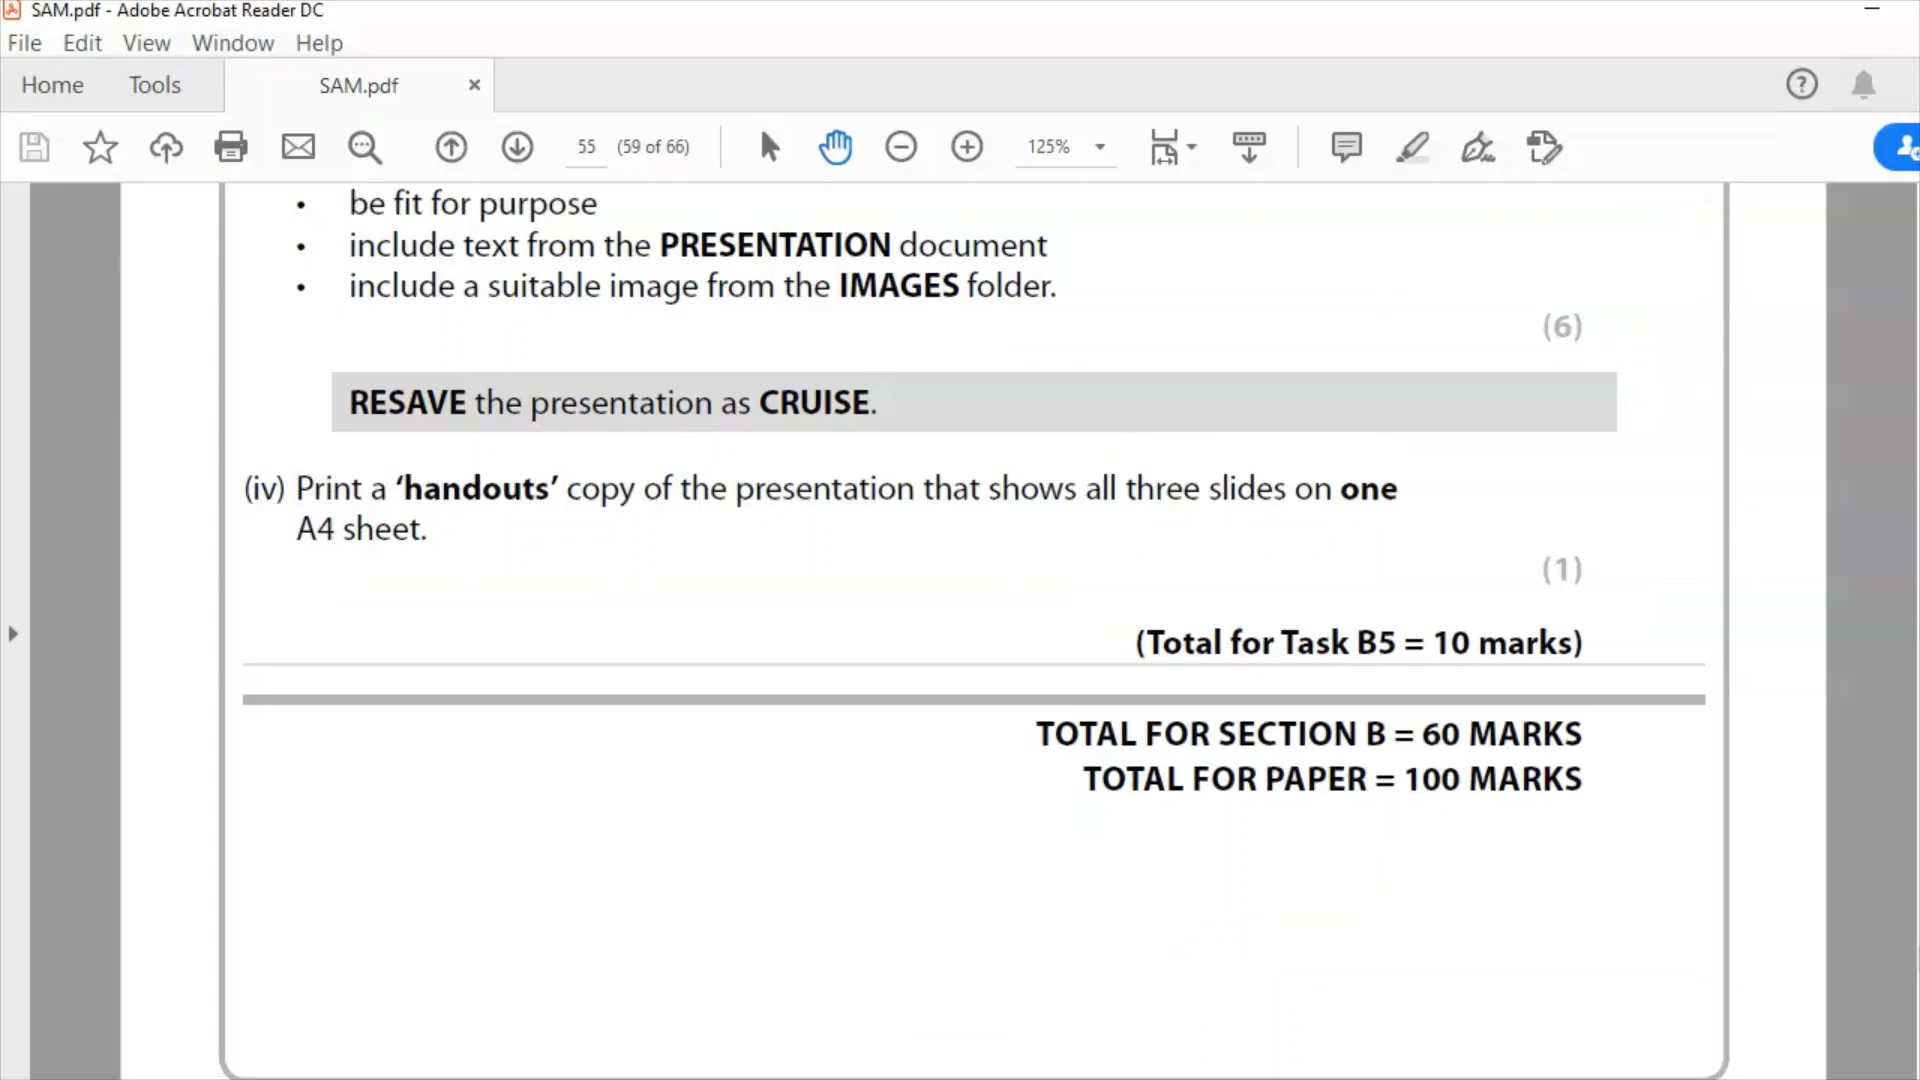 SAM.pdf - Adobe Acrobat Reader DC
File Edit View Window Help
Home Tools SAM.pdf ×
55 (59 of 66) 125%
• be fit for purpose
• include text from the PRESENTATION document
• include a suitable image from the IMAGES folder.
(6)
RESAVE the presentation as CRUISE.
(iv) Print a ‘handouts’ copy of the presentation that shows all three slides on one
A4 sheet.
(1)
(Total for Task B5 = 10 marks)
TOTAL FOR SECTION B = 60 MARKS
TOTAL FOR PAPER = 100 MARKS